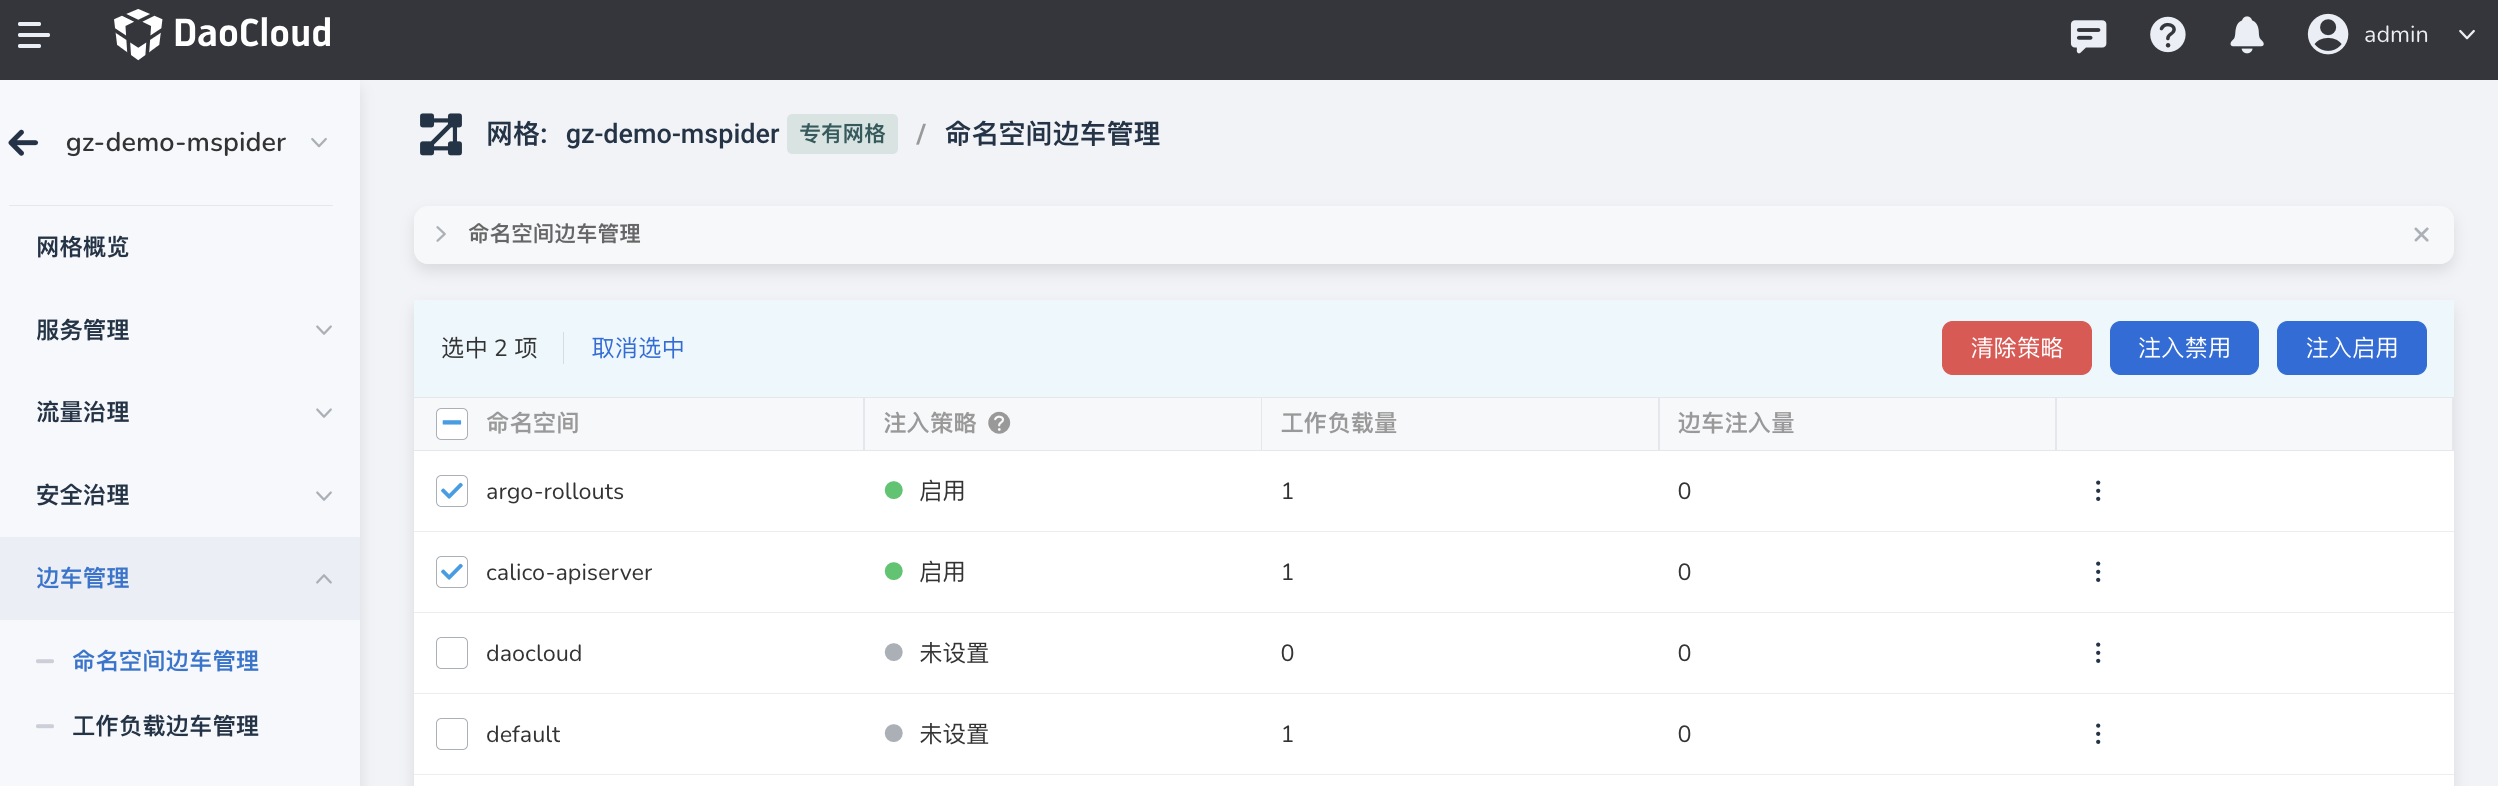 DaoCloud
admin
gz-demo-mspider
网格概览
服务管理
流量治理
安全治理
边车管理
命名空间边车管理
工作负载边车管理
网格: gz-demo-mspider 专有网格 / 命名空间边车管理
命名空间边车管理
选中 2 项 取消选中 清除策略 注入禁用 注入启用
命名空间 注入策略 工作负载量 边车注入量
argo-rollouts 启用 1 0
calico-apiserver 启用 1 0
daocloud 未设置 0 0
default 未设置 1 0